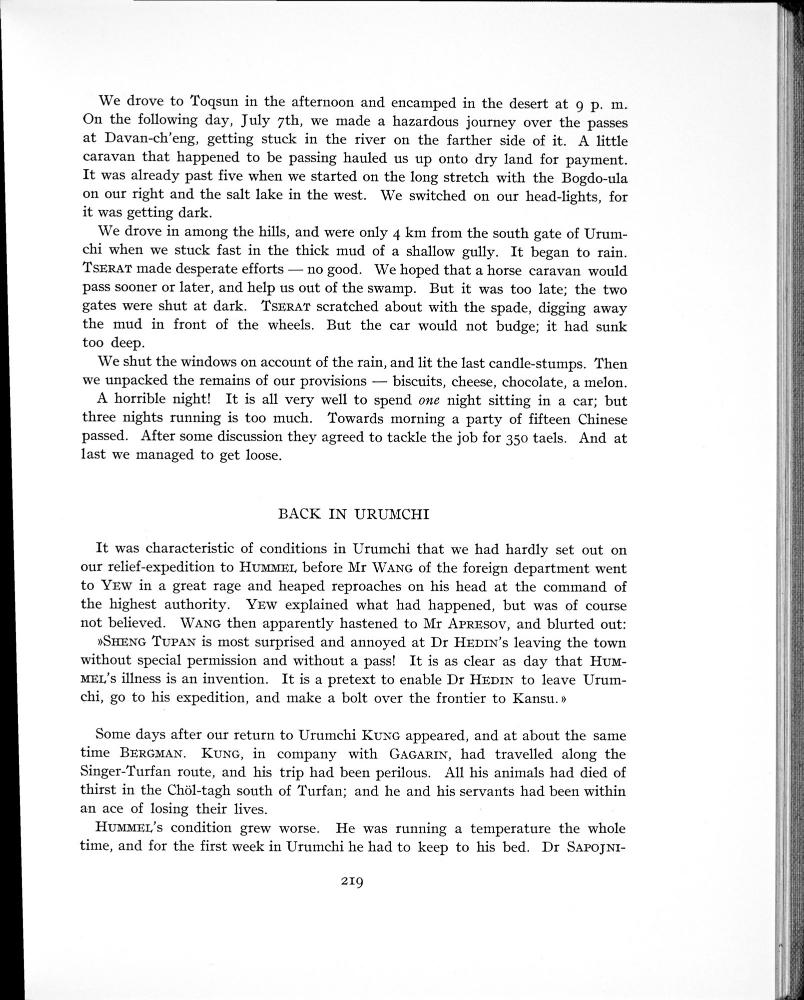 We drove to Toqsun in the afternoon and encamped in the desert at 9 p. m.
On the following day, July 7th, we made a hazardous journey over the passes
at Davan-ch'eng, getting stuck in the river on the farther side of it. A little
caravan that happened to be passing hauled us up onto dry land for payment.
It was already past five when we started on the long stretch with the Bogdo-ula
on our right and the salt lake in the west. We switched on our head-lights, for
it was getting dark.
We drove in among the hills, and were only 4 km from the south gate of Urum-
chi when we stuck fast in the thick mud of a shallow gully. It began to rain.
TSERAT made desperate efforts — no good. We hoped that a horse caravan would
pass sooner or later, and help us out of the swamp. But it was too late; the two
gates were shut at dark. TSERAT scratched about with the spade, digging away
the mud in front of the wheels. But the car would not budge; it had sunk
too deep.
We shut the windows on account of the rain, and lit the last candle-stumps. Then
we unpacked the remains of our provisions — biscuits, cheese, chocolate, a melon.
A horrible night! It is all very well to spend one night sitting in a car; but
three nights running is too much. Towards morning a party of fifteen Chinese
passed. After some discussion they agreed to tackle the job for 350 taels. And at
last we managed to get loose.
BACK IN URUMCHI
It was characteristic of conditions in Urumchi that we had hardly set out on
our relief-expedition to HUMMEL before Mr WANG of the foreign department went
to YEW in a great rage and heaped reproaches on his head at the command of
the highest authority. YEW explained what had happened, but was of course
not believed. WANG then apparently hastened to Mr APRESOV, and blurted out:
»SHENG TUPAN is most surprised and annoyed at Dr HEDIN's leaving the town
without special permission and without a pass! It is as clear as day that HUM-
MEL's illness is an invention. It is a pretext to enable Dr HEDIN to leave Urum-
chi, go to his expedition, and make a bolt over the frontier to Kansu.»
Some days after our return to Urumchi KUNG appeared, and at about the same
time BERGMAN. KUNG, in company with GAGARIN, had travelled along the
Singer-Turfan route, and his trip had been perilous. All his animals had died of
thirst in the Chöl-tagh south of Turfan; and he and his servants had been within
an ace of losing their lives.
HUMMEL's condition grew worse. He was running a temperature the whole
time, and for the first week in Urumchi he had to keep to his bed. Dr SAPOJNI-
219